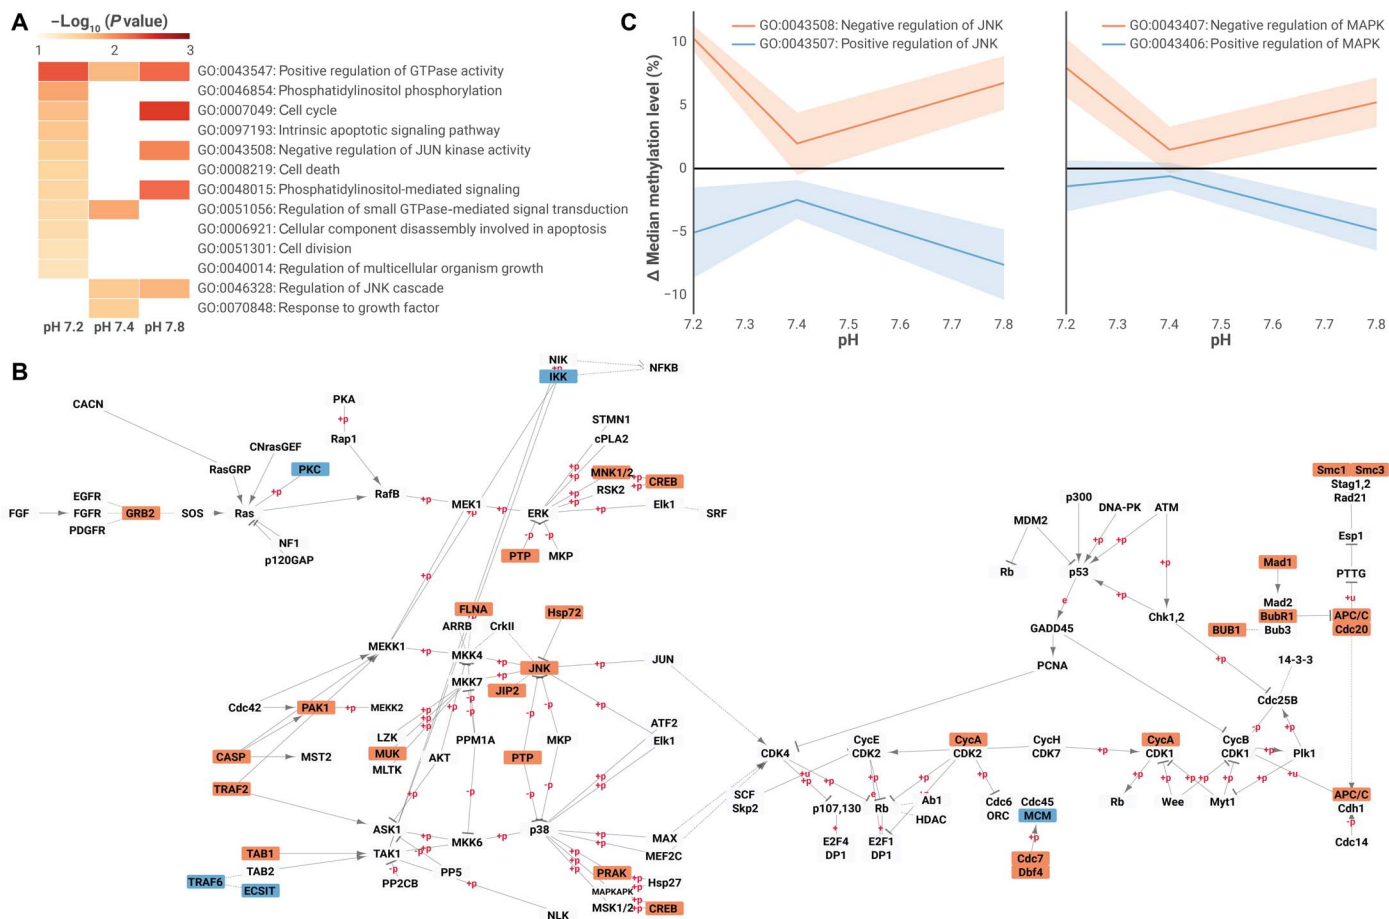 A
−Log10 (P value)
1 2 3
GO:0043547: Positive regulation of GTPase activity
GO:0046854: Phosphatidylinositol phosphorylation
GO:0007049: Cell cycle
GO:0097193: Intrinsic apoptotic signaling pathway
GO:0043508: Negative regulation of JUN kinase activity
GO:0008219: Cell death
GO:0048015: Phosphatidylinositol-mediated signaling
GO:0051056: Regulation of small GTPase-mediated signal transduction
GO:0006921: Cellular component disassembly involved in apoptosis
GO:0051301: Cell division
GO:0040014: Regulation of multicellular organism growth
GO:0046328: Regulation of JNK cascade
GO:0070848: Response to growth factor
pH 7.2 pH 7.4 pH 7.8
C
GO:0043508: Negative regulation of JNK
GO:0043507: Positive regulation of JNK
GO:0043407: Negative regulation of MAPK
GO:0043406: Positive regulation of MAPK
Δ Median methylation level (%)
10
5
0
−5
−10
7.2 7.3 7.4 7.5 7.6 7.7 7.8
pH
7.2 7.3 7.4 7.5 7.6 7.7 7.8
pH
B
NIK
+p
IKK
NFKB
CACN
PKA
+p
Rap1
STMN1
cPLA2
CNrasGEF
RasGRP
PKC
+p
+p
+p
+p
+p
MNK1/2
+p
+p
CREB
RSK2
EGFR
FGF
FGFR
GRB2
SOS
Ras
PDGFR
RafB
+p
MEK1
+p
+p
ERK
+p
Elk1
SRF
NF1
p120GAP
-p
-p
PTP
MKP
+p
+p
FLNA
+p
ARRB
CrkII
Hsp72
MEKK1
+p
MKK4
+p
JNK
+p
JUN
MKK7
+p
JIP2
Cdc42
PAK1
+p
MEKK2
+p
+p
+p
LZK
MUK
MLTK
-p
-p
-p
+p
PPM1A
AKT
MKP
PTP
ATF2
Elk1
CASP
MST2
TRAF2
+p
-p
-p
+p
+p
ASK1
+p
MKK6
+p
p38
+p
+p
MAX
MEF2C
TAB1
TAK1
-p
+p
TAB2
TRAF6
ECSIT
-p
PP2CB
PP5
+p
NLK
+p
+p
+p
PRAK
+p
+p
Hsp27
MAPKAPK
MSK1/2
+p
+p
CREB
p300
DNA-PK
ATM
MDM2
+p
+p
+p
Rb
p53
e
+p
Chk1,2
GADD45
PCNA
+p
14-3-3
Cdc25B
Smc1
Smc3
Stag1,2
Rad21
Esp1
PTTG
+u
Mad1
Mad2
BubR1
Bub3
BUB1
APC/C
Cdc20
CDK4
CycE
CDK2
CycA
CDK2
CycH
CDK7
+p
CycA
CDK1
CycB
CDK1
-p
+p
+p
Plk1
+u
+u
+p
+p
e
+p
+p
SCF
Skp2
p107,130
Rb
Ab1
HDAC
Cdc6
ORC
Cdc45
MCM
+p
Cdc7
Dbf4
+
E2F4
DP1
+
E2F1
DP1
+p
Rb
+p
+p
+p
+p
Wee
Myt1
APC/C
Cdh1
-p
Cdc14